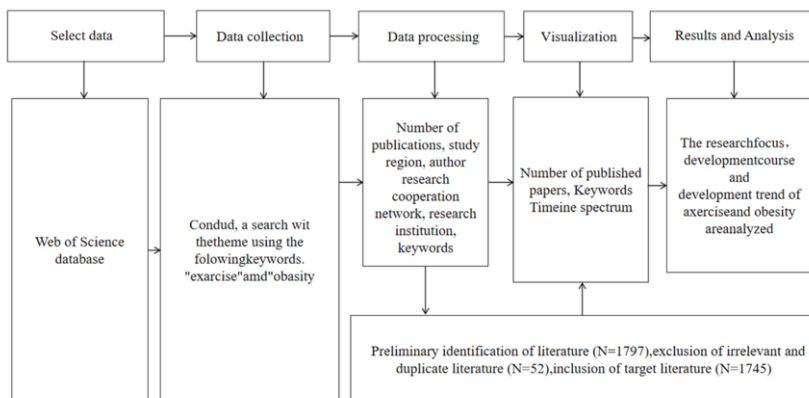 Select data
Data collection
Data processing
Visualization
Results and Analysis
Web of Science
database
Condud, a search wit
thetheme using the
folowingkeywords.
"exarcise"amd"obasity
Number of
publications, study
region, author
research
cooperation
network, research
institution,
keywords
Number of published
papers, Keywords
Timeine spectrum
The researchfocus,
developmentcourse
and
development trend of
axerciseand obesity
areanalyzed
Preliminary identification of literature (N=1797),exclusion of irrelevant and
duplicate literature (N=52),inclusion of target literature (N=1745)